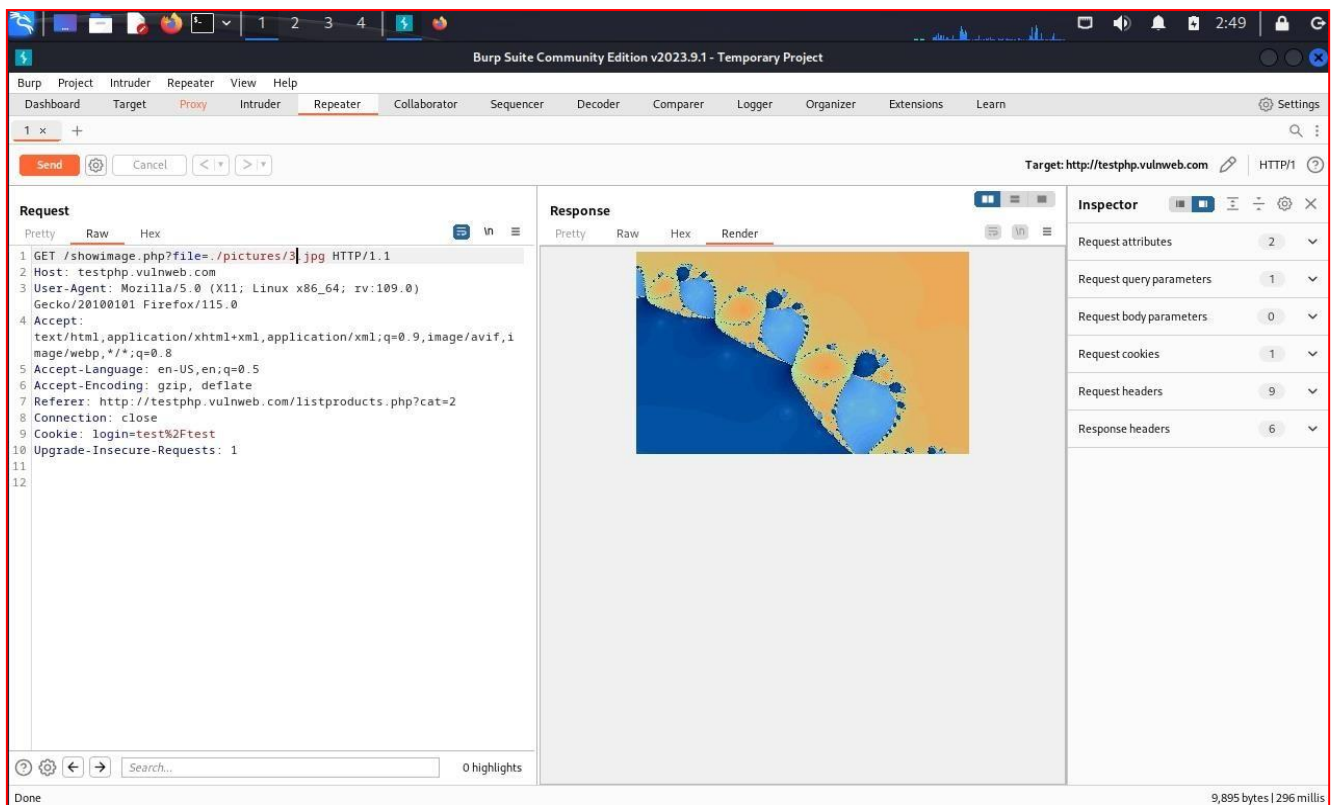 1 2 3 4 2:49
Burp Suite Community Edition v2023.9.1 - Temporary Project
Burp Project Intruder Repeater View Help
Dashboard Target Proxy Intruder Repeater Collaborator Sequencer Decoder Comparer Logger Organizer Extensions Learn Settings
1 × +
Send Cancel < > Target: http://testphp.vulnweb.com HTTP/1
Request
Pretty Raw Hex \n
1 GET /showimage.php?file=./pictures/3.jpg HTTP/1.1
2 Host: testphp.vulnweb.com
3 User-Agent: Mozilla/5.0 (X11; Linux x86_64; rv:109.0)
Gecko/20100101 Firefox/115.0
4 Accept:
text/html,application/xhtml+xml,application/xml;q=0.9,image/avif,i
mage/webp,*/*;q=0.8
5 Accept-Language: en-US,en;q=0.5
6 Accept-Encoding: gzip, deflate
7 Referer: http://testphp.vulnweb.com/listproducts.php?cat=2
8 Connection: close
9 Cookie: login=test%2Ftest
10 Upgrade-Insecure-Requests: 1
11
12
Search... 0 highlights
Response
Pretty Raw Hex Render \n
Inspector
Request attributes 2
Request query parameters 1
Request body parameters 0
Request cookies 1
Request headers 9
Response headers 6
Done 9,895 bytes | 296 millis